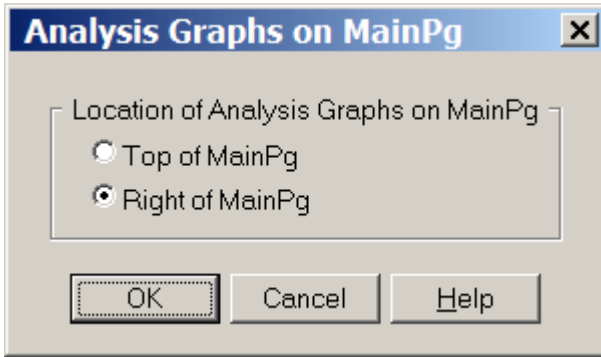 Analysis Graphs on MainPg
Location of Analysis Graphs on MainPg
Top of MainPg
Right of MainPg
OK Cancel Help